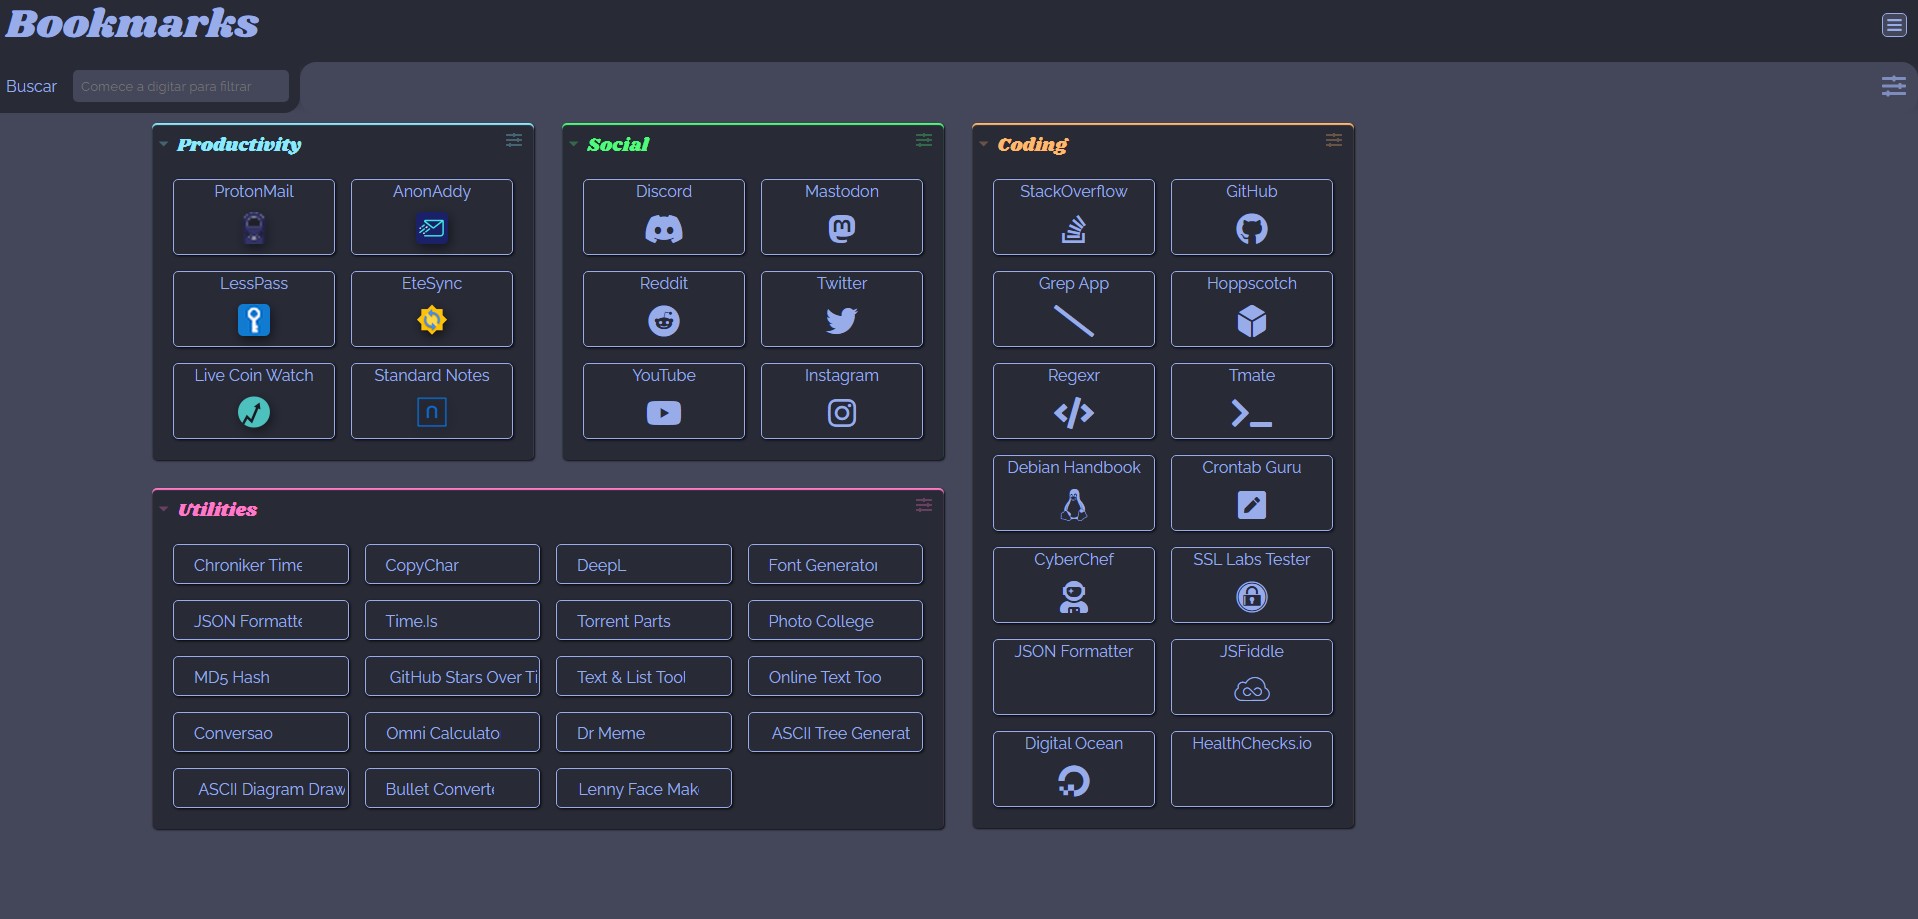 Bookmarks
Buscar
Comece a digitar para filtrar
Productivity
ProtonMail
AnonAddy
LessPass
EteSync
Live Coin Watch
Standard Notes
Social
Discord
Mastodon
Reddit
Twitter
YouTube
Instagram
Coding
StackOverflow
GitHub
Grep App
Hoppscotch
Regexr
Tmate
Debian Handbook
Crontab Guru
CyberChef
SSL Labs Tester
JSON Formatter
JSFiddle
Digital Ocean
HealthChecks.io
Utilities
Chroniker Time
CopyChar
DeepL
Font Generator
JSON Formatte
Time.Is
Torrent Parts
Photo College
MD5 Hash
GitHub Stars Over Ti
Text & List Tool
Online Text Too
Conversao
Omni Calculato
Dr Meme
ASCII Tree Generat
ASCII Diagram Draw
Bullet Converte
Lenny Face Mak